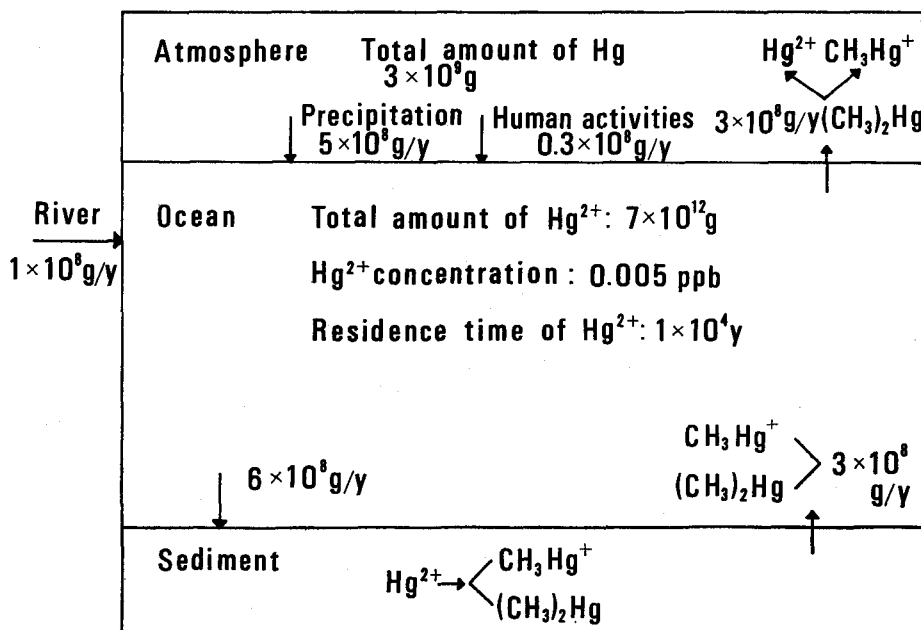 Atmosphere Total amount of Hg
3×10⁹g
Hg²⁺ CH₃Hg⁺
Precipitation
5×10⁸g/y
Human activities
0.3×10⁸g/y
3×10⁸g/y(CH₃)₂Hg
River
1×10⁸g/y
Ocean Total amount of Hg²⁺: 7×10¹²g
Hg²⁺concentration : 0.005 ppb
Residence time of Hg²⁺: 1×10⁴y
6×10⁸g/y
CH₃Hg⁺
(CH₃)₂Hg
3×10⁸
g/y
Sediment
Hg²⁺→
CH₃Hg⁺
(CH₃)₂Hg